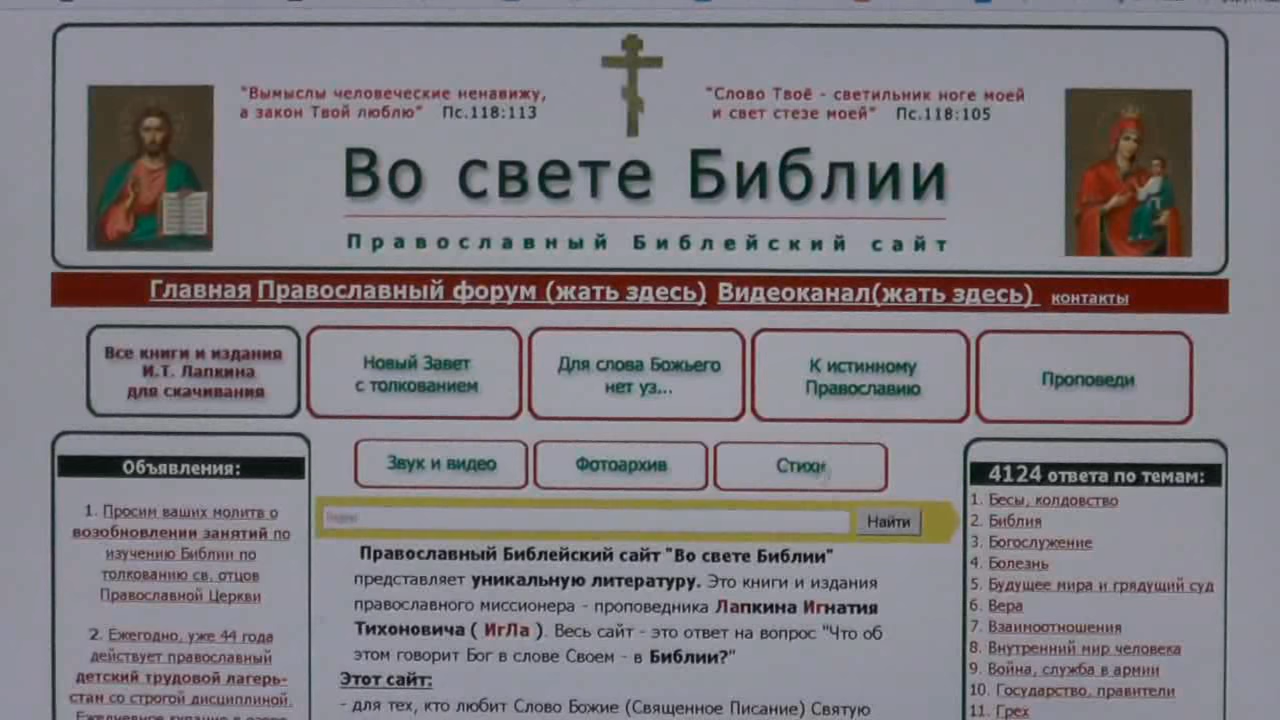 "Вымыслы человеческие ненавижу,
а закон Твой люблю" Пс.118:113
"Слово Твоё - светильник ноге моей
и свет стезе моей" Пс.118:105
Во свете Библии
Православный Библейский сайт
Главная Православный форум (жать здесь) Видеоканал(жать здесь) контакты
Все книги и издания
И.Т. Лапкина
для скачивания
Новый Завет
с толкованием
Для слова Божьего
нет уз...
К истинному
Православию
Проповеди
Звук и видео
Фотоархив
Стихи
Объявления:
1. Просим ваших молитв о
возобновлении занятий по
изучению Библии по
толкованию св. отцов
Православной Церкви
2. Ежегодно, уже 44 года
действует православный
детский трудовой лагерь-
стан со строгой дисциплиной.
Найти
Православный Библейский сайт "Во свете Библии"
представляет уникальную литературу. Это книги и издания
православного миссионера - проповедника Лапкина Игнатия
Тихоновича ( ИгЛа ). Весь сайт - это ответ на вопрос "Что об
этом говорит Бог в слове Своем - в Библии?"
Этот сайт:
- для тех, кто любит Слово Божие (Священное Писание) Святую
4124 ответа по темам:
1. Бесы, колдовство
2. Библия
3. Богослужение
4. Болезнь
5. Будущее мира и грядущий суд
6. Вера
7. Взаимоотношения
8. Внутренний мир человека
9. Война, служба в армии
10. Государство, правители
11. Грех